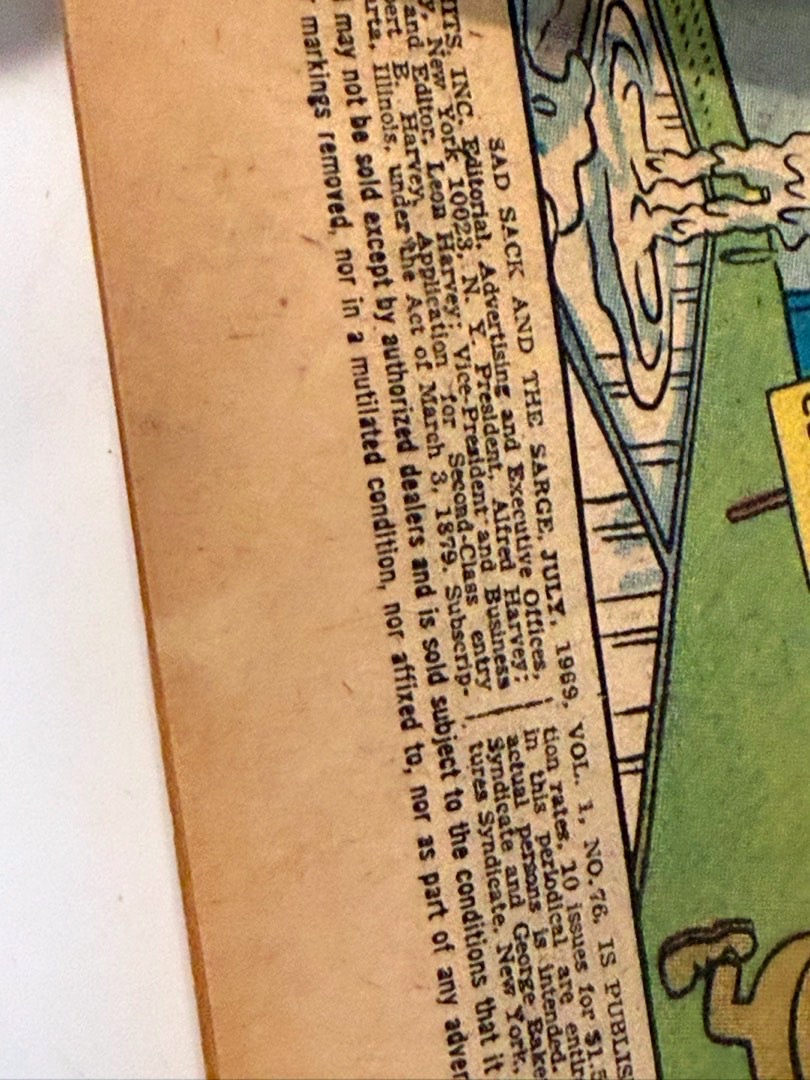 SAD SACK AND THE SARGE, JULY, 1969, VOL. 1, NO. 76, IS PUBLIS
ITS, INC. Editorial, Advertising and Executive Offices,
y, New York 10023, N. Y. President, Alfred Harvey;
and Editor, Leon Harvey; Vice-President and Business
ert B. Harvey, Application for Second-Class entry
rta, Illinois, under the Act of March 3, 1879. Subscrip-
tion rates, 10 issues for $1.5
in this periodical are entir
actual persons is intended.
Syndicate and George Bake
tures Syndicate, New York.
may not be sold except by authorized dealers and is sold subject to the conditions that it
markings removed, nor in a mutilated condition, nor affixed to, nor as part of any adver